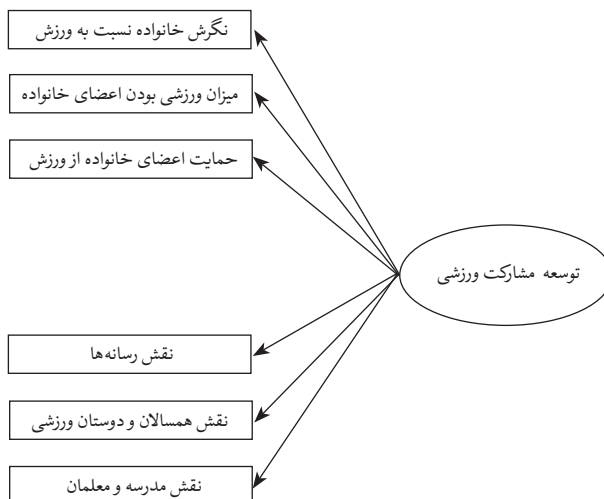 نگرش خانواده نسبت به ورزش
میزان ورزشی بودن اعضای خانواده
حمایت اعضای خانواده از ورزش
توسعه مشارکت ورزشی
نقش رسانه‌ها
نقش همسالان و دوستان ورزشی
نقش مدرسه و معلمان